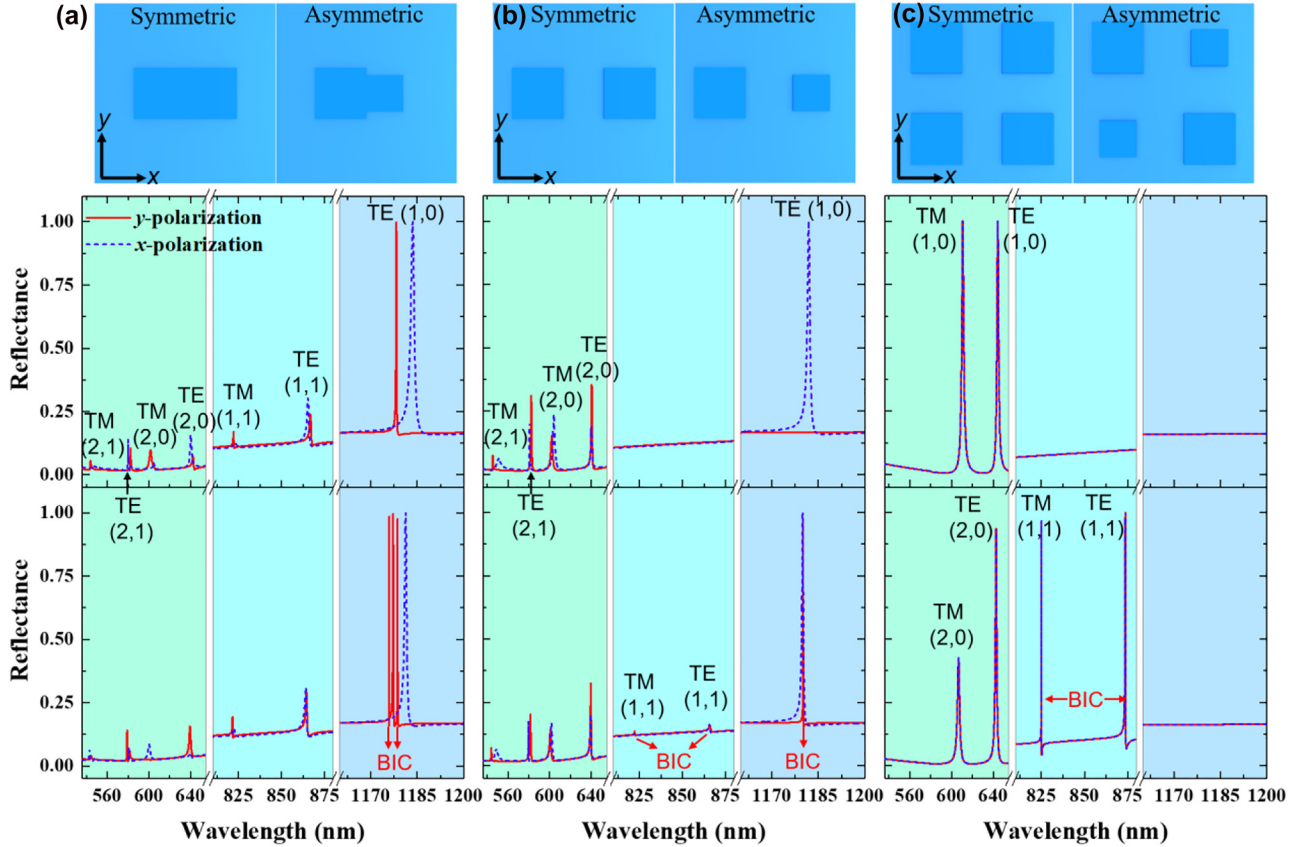 (a) Symmetric Asymmetric (b) Symmetric Asymmetric (c) Symmetric Asymmetric
y y y
x x x
y-polarization
x-polarization
TE (1,0)
TM
(2,1)
TM
(2,0)
TE
(2,0)
TM
(1,1)
TE
(1,1)
TE
(2,1)
TE (1,0)
TM
(2,1)
TM
(2,0)
TE
(2,0)
TE
(2,1)
TM
(1,0)
TE
(1,0)
Reflectance
1.00
0.75
0.50
0.25
0.00
BIC
TM
(1,1)
TE
(1,1)
BIC
BIC
TM
(2,0)
TE
(2,0)
TM
(1,1)
TE
(1,1)
BIC
Reflectance
1.00
0.75
0.50
0.25
0.00
560 600 640 825 850 875 1170 1185 1200
560 600 640 825 850 875 1170 1185 1200
560 600 640 825 850 875 1170 1185 1200
Wavelength (nm) Wavelength (nm) Wavelength (nm)